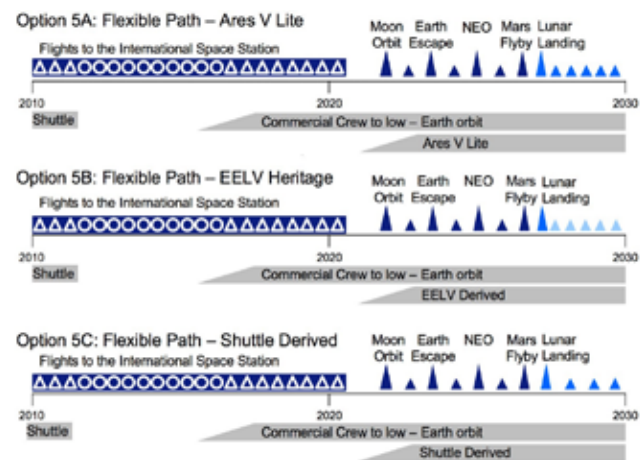 Option 5A: Flexible Path – Ares V Lite
Flights to the International Space Station
Moon Orbit
Earth Escape
NEO
Mars Flyby
Lunar Landing
2010
2020
2030
Shuttle
Commercial Crew to low – Earth orbit
Ares V Lite
Option 5B: Flexible Path – EELV Heritage
Flights to the International Space Station
Moon Orbit
Earth Escape
NEO
Mars Flyby
Lunar Landing
2010
2020
2030
Shuttle
Commercial Crew to low – Earth orbit
EELV Derived
Option 5C: Flexible Path – Shuttle Derived
Flights to the International Space Station
Moon Orbit
Earth Escape
NEO
Mars Flyby
Lunar Landing
2010
2020
2030
Shuttle
Commercial Crew to low – Earth orbit
Shuttle Derived